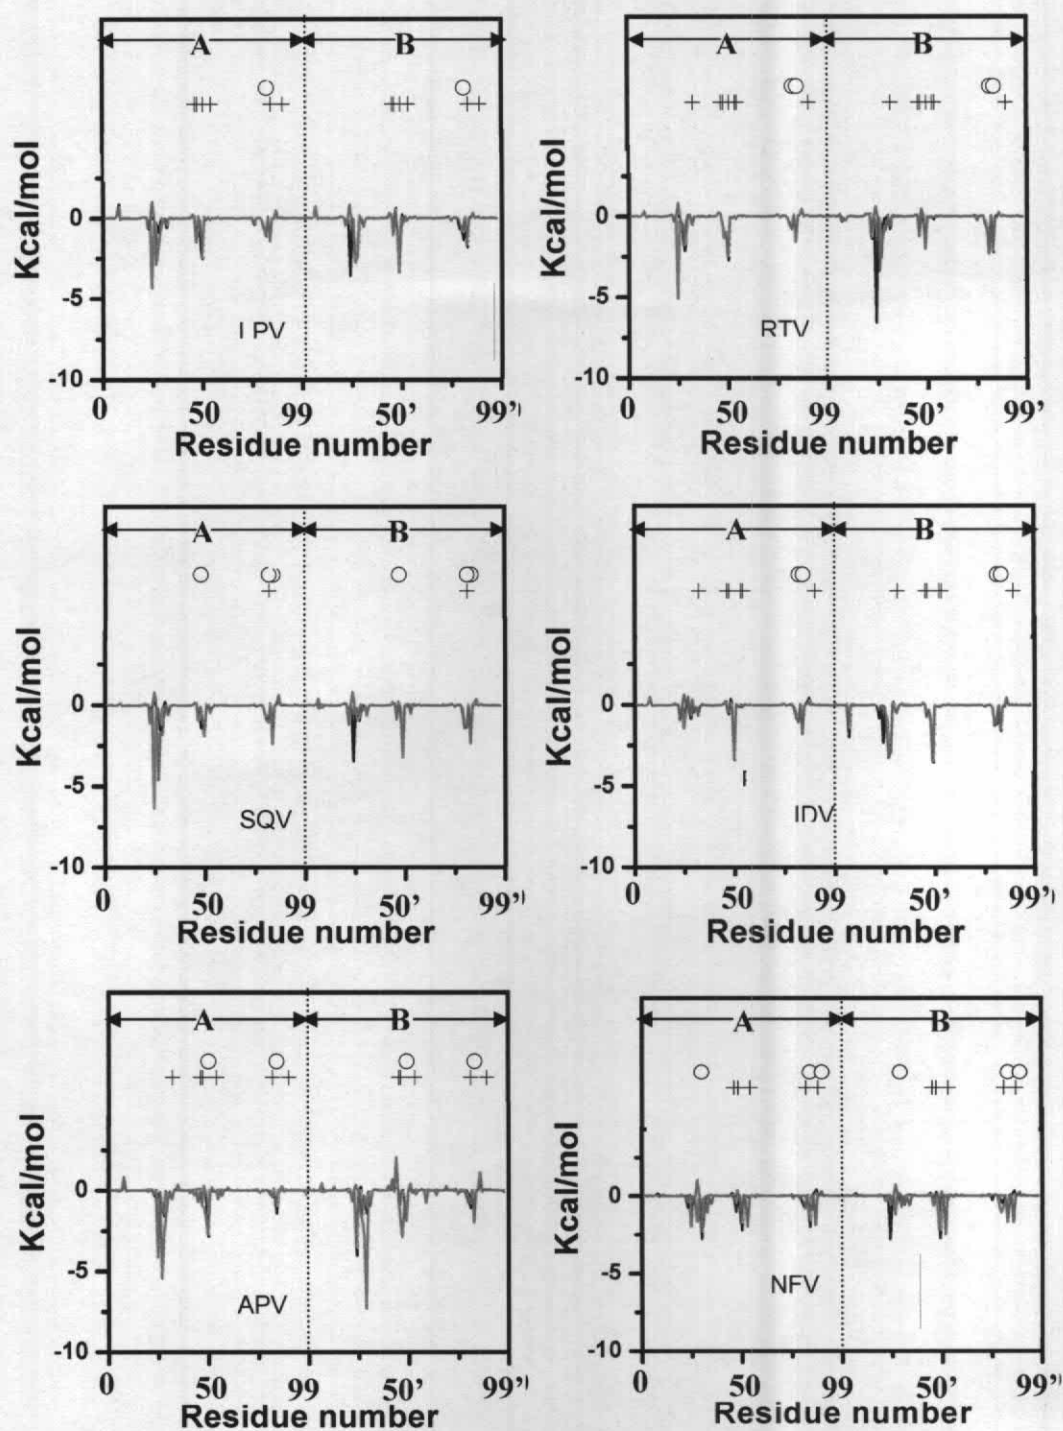 A B
Kcal/mol
0
-5
-10
I PV
0 50 99 50' 99')
Residue number
A B
Kcal/mol
0
-5
-10
RTV
0 50 99 50' 99'
Residue number
A B
Kcal/mol
0
-5
-10
SQV
0 50 99 50' 99')
Residue number
A B
Kcal/mol
0
-5
-10
IDV
0 50 99 50' 99')
Residue number
A B
Kcal/mol
0
-5
-10
APV
0 50 99 50' 99')
Residue number
A B
Kcal/mol
0
-5
-10
NFV
0 50 99 50' 99')
Residue number